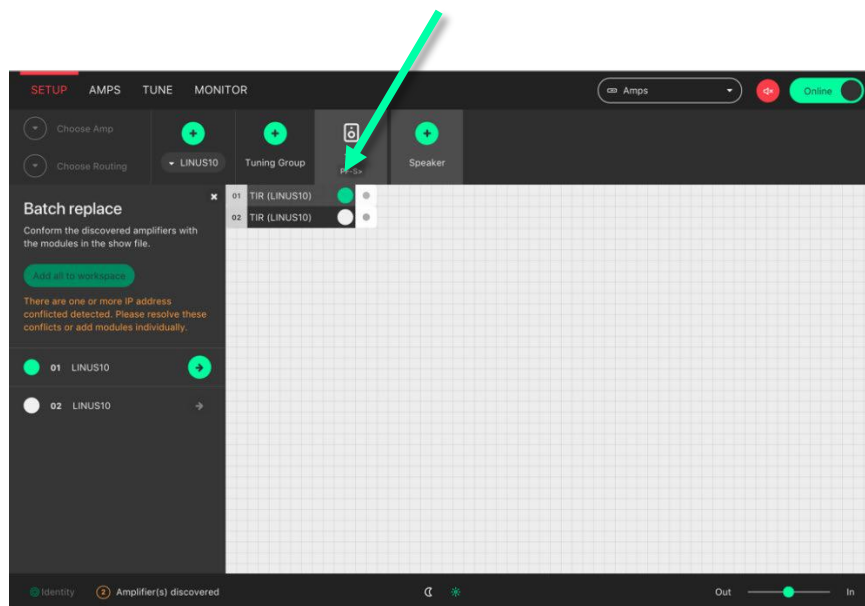 SETUP AMPS TUNE MONITOR Amps Online
Choose Amp
Choose Routing
LINUS10 Tuning Group Speaker
Batch replace
Conform the discovered amplifiers with
the modules in the show file.
Add all to workspace
There are one or more IP address
conflicted detected. Please resolve these
conflicts or add modules individually.
01 LINUS10
02 LINUS10
01 TIR (LINUS10)
02 TIR (LINUS10)
Identity 2 Amplifier(s) discovered Out In